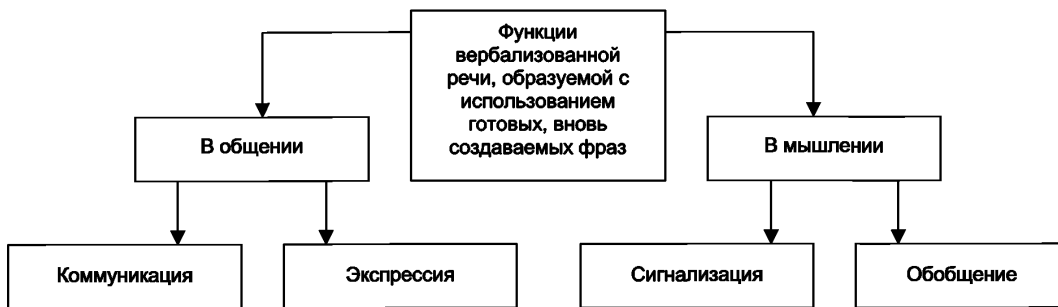 Функции
вербализованной
речи, образуемой с
использованием
готовых, вновь
создаваемых фраз
В общении
В мышлении
Коммуникация
Экспрессия
Сигнализация
Обобщение